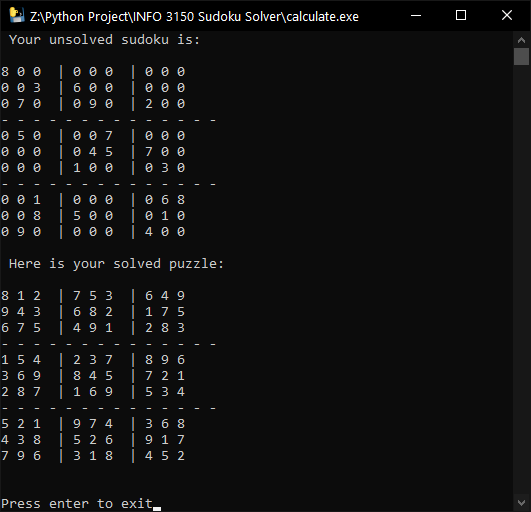 Z:\Python Project\INFO 3150 Sudoku Solver\calculate.exe
Your unsolved sudoku is:
8 0 0 | 0 0 0 | 0 0 0
0 0 3 | 6 0 0 | 0 0 0
0 7 0 | 0 9 0 | 2 0 0
- - - - - - - - - - - - - -
0 5 0 | 0 0 7 | 0 0 0
0 0 0 | 0 4 5 | 7 0 0
0 0 0 | 1 0 0 | 0 3 0
- - - - - - - - - - - - - -
0 0 1 | 0 0 0 | 0 6 8
0 0 8 | 5 0 0 | 0 1 0
0 9 0 | 0 0 0 | 4 0 0
Here is your solved puzzle:
8 1 2 | 7 5 3 | 6 4 9
9 4 3 | 6 8 2 | 1 7 5
6 7 5 | 4 9 1 | 2 8 3
- - - - - - - - - - - - - -
1 5 4 | 2 3 7 | 8 9 6
3 6 9 | 8 4 5 | 7 2 1
2 8 7 | 1 6 9 | 5 3 4
- - - - - - - - - - - - - -
5 2 1 | 9 7 4 | 3 6 8
4 3 8 | 5 2 6 | 9 1 7
7 9 6 | 3 1 8 | 4 5 2
Press enter to exit